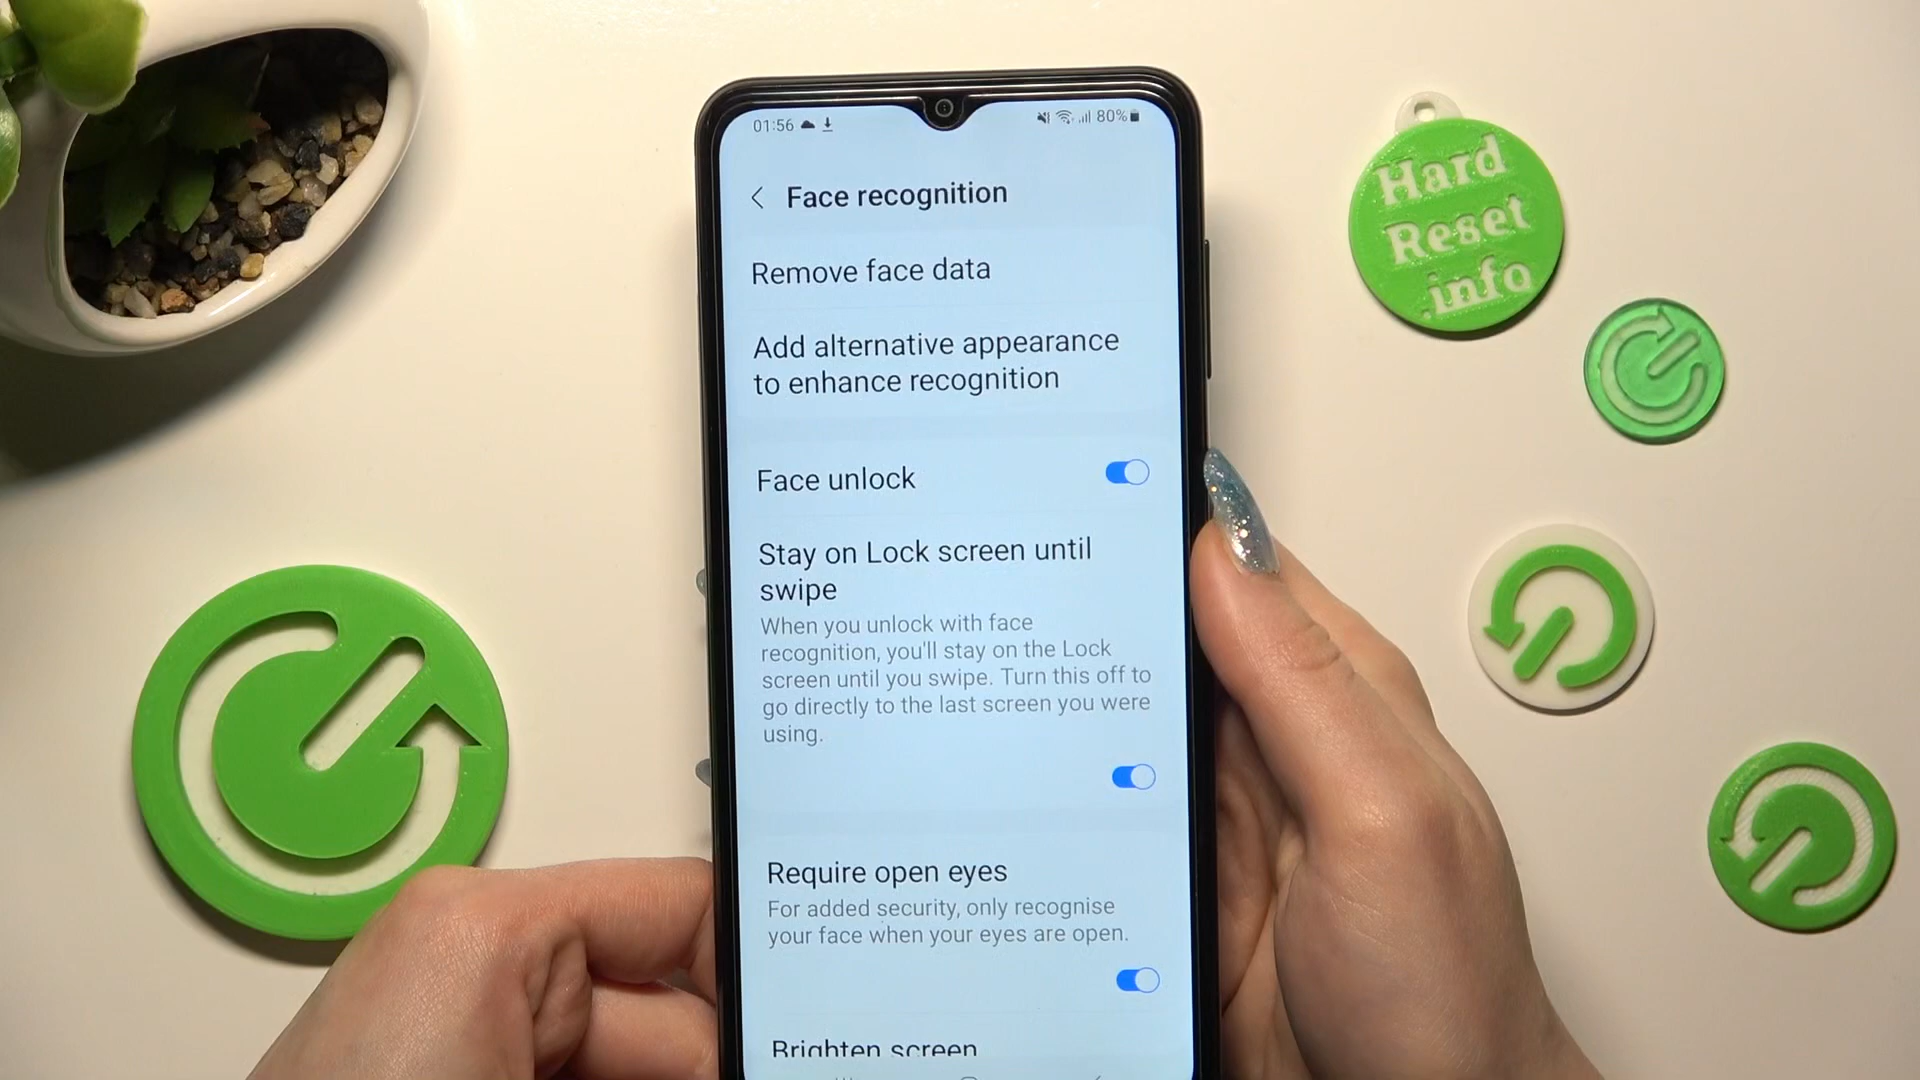 01:56
80%
Face recognition
Remove face data
Add alternative appearance
to enhance recognition
Face unlock
Stay on Lock screen until
swipe
When you unlock with face
recognition, you'll stay on the Lock
screen until you swipe. Turn this off to
go directly to the last screen you were
using.
Require open eyes
For added security, only recognise
your face when your eyes are open.
Brighten screen
Hard
Reset
.info